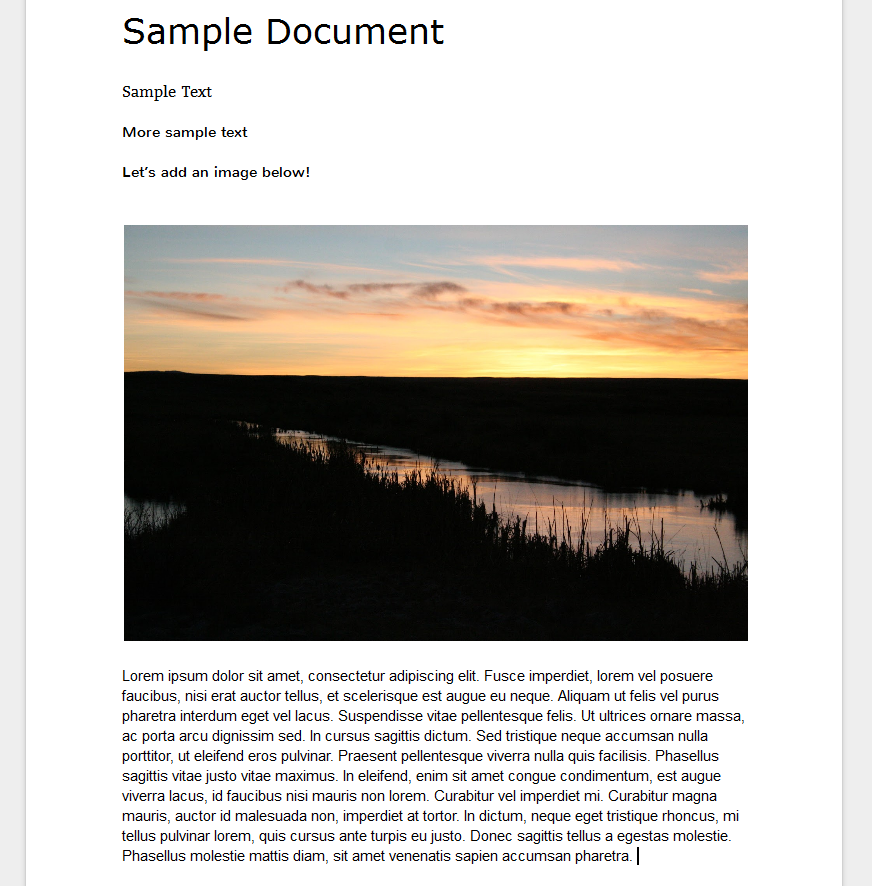 Sample Document
Sample Text
More sample text
Let's add an image below!
Lorem ipsum dolor sit amet, consectetur adipiscing elit. Fusce imperdiet, lorem vel posuere
faucibus, nisi erat auctor tellus, et scelerisque est augue eu neque. Aliquam ut felis vel purus
pharetra interdum eget vel lacus. Suspendisse vitae pellentesque felis. Ut ultrices ornare massa,
ac porta arcu dignissim sed. In cursus sagittis dictum. Sed tristique neque accumsan nulla
porttitor, ut eleifend eros pulvinar. Praesent pellentesque viverra nulla quis facilisis. Phasellus
sagittis vitae justo vitae maximus. In eleifend, enim sit amet congue condimentum, est augue
viverra lacus, id faucibus nisi mauris non lorem. Curabitur vel imperdiet mi. Curabitur magna
mauris, auctor id malesuada non, imperdiet at tortor. In dictum, neque eget tristique rhoncus, mi
tellus pulvinar lorem, quis cursus ante turpis eu justo. Donec sagittis tellus a egestas molestie.
Phasellus molestie mattis diam, sit amet venenatis sapien accumsan pharetra.